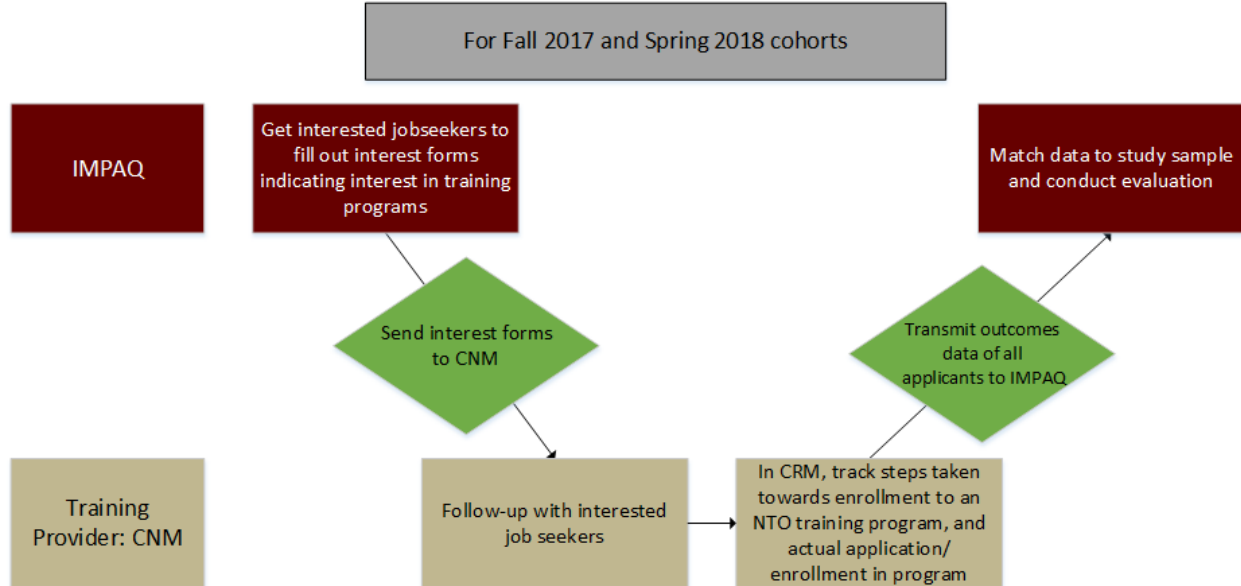 For Fall 2017 and Spring 2018 cohorts
IMPAQ
Get interested jobseekers to
fill out interest forms
indicating interest in training
programs
Match data to study sample
and conduct evaluation
Send interest forms
to CNM
Transmit outcomes
data of all
applicants to IMPAQ
Training
Provider: CNM
Follow-up with interested
job seekers
In CRM, track steps taken
towards enrollment to an
NTO training program, and
actual application/
enrollment in program